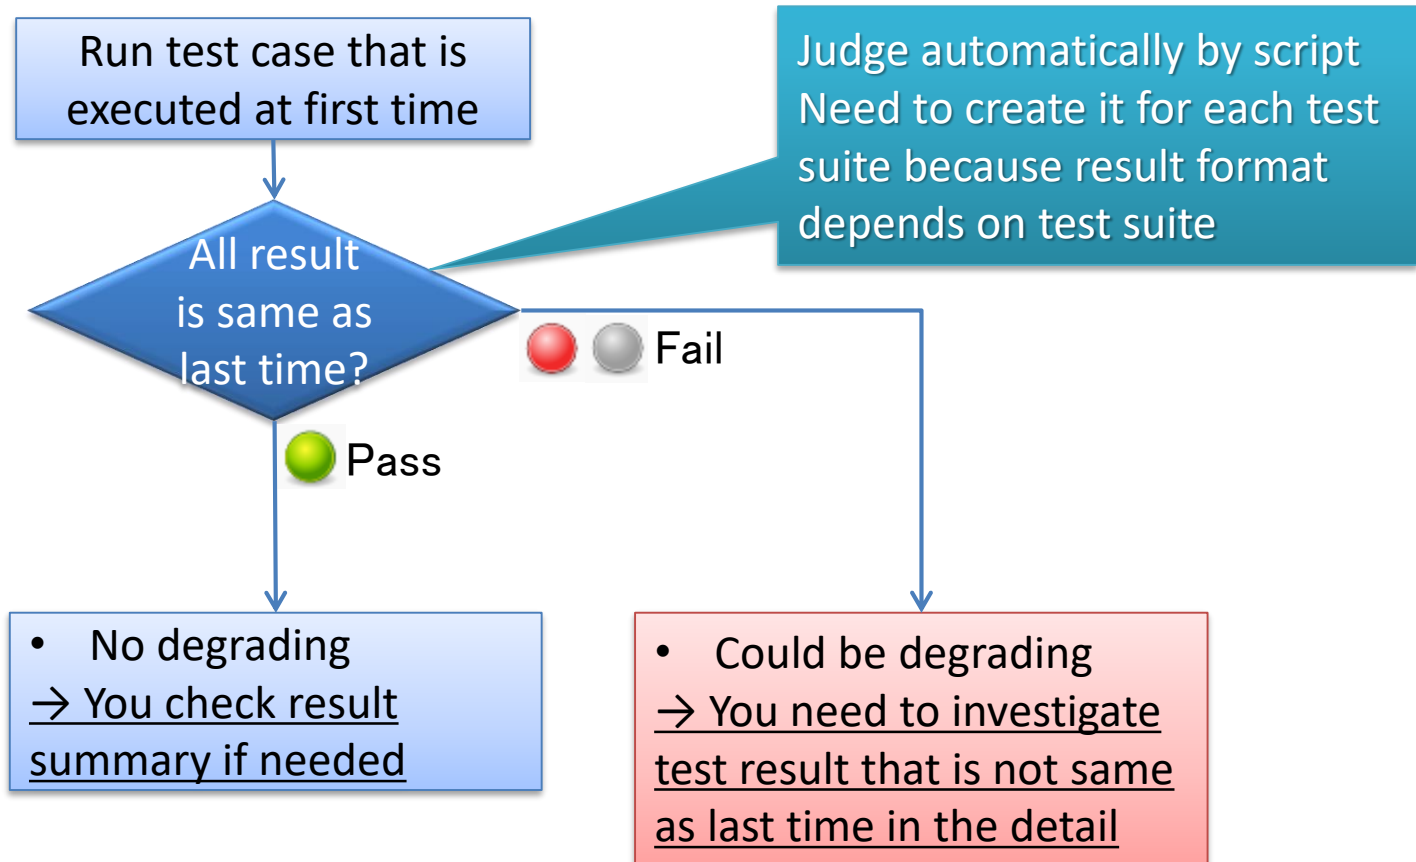 Run test case that is
executed at first time
Judge automatically by script
Need to create it for each test
suite because result format
depends on test suite
All result
is same as
last time?
Fail
Pass
• No degrading
→ You check result
summary if needed
• Could be degrading
→ You need to investigate
test result that is not same
as last time in the detail